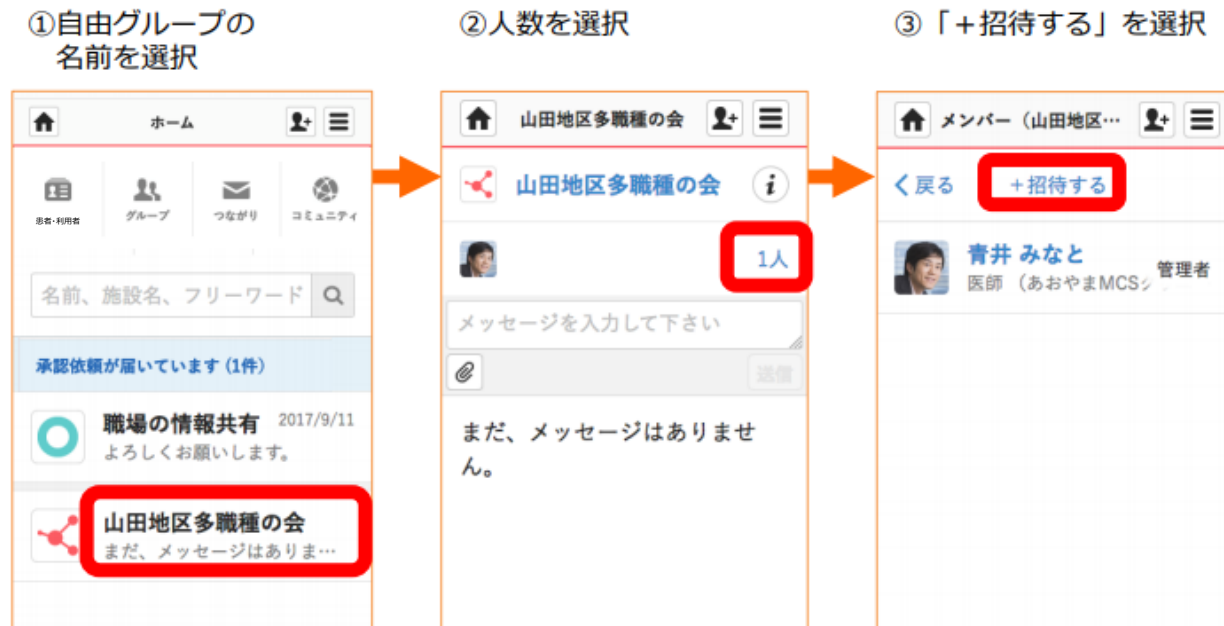 ①自由グループの
名前を選択
②人数を選択
③「＋招待する」を選択
ホーム
患者・利用者
グループ
つながり
コミュニティ
名前、施設名、フリーワード
承認依頼が届いています (1件)
職場の情報共有 2017/9/11
よろしくお願いします。
山田地区多職種の会
まだ、メッセージはありま…
山田地区多職種の会
山田地区多職種の会
1人
メッセージを入力して下さい
送信
まだ、メッセージはありませ
ん。
メンバー（山田地区…
戻る
＋招待する
青井 みなと
管理者
医師 （あおやまMCS